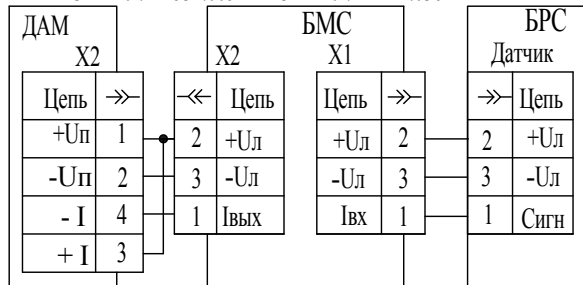 ДАМ БМС БРС
X2 X2 X1 Датчик
Цепь Цепь Цепь Цепь
+Uп 1 2 +Uл +Uл 2 2 +Uл
-Uп 2 3 -Uл -Uл 3 3 -Uл
- I 4 1 Iвых Iвх 1 1 Сигн
+ I 3